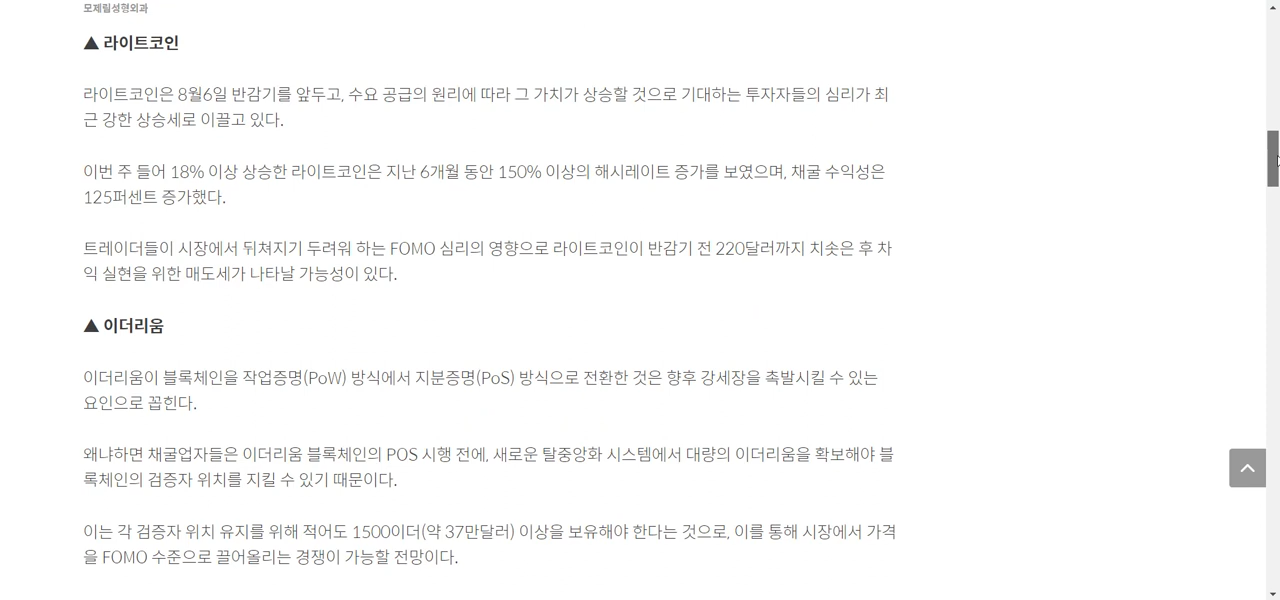 모제림성형외과
▲ 라이트코인
라이트코인은 8월6일 반감기를 앞두고, 수요 공급의 원리에 따라 그 가치가 상승할 것으로 기대하는 투자자들의 심리가 최
근 강한 상승세로 이끌고 있다.
이번 주 들어 18% 이상 상승한 라이트코인은 지난 6개월 동안 150% 이상의 해시레이트 증가를 보였으며, 채굴 수익성은
125퍼센트 증가했다.
트레이더들이 시장에서 뒤쳐지기 두려워 하는 FOMO 심리의 영향으로 라이트코인이 반감기 전 220달러까지 치솟은 후 차
익 실현을 위한 매도세가 나타날 가능성이 있다.
▲ 이더리움
이더리움이 블록체인을 작업증명(PoW) 방식에서 지분증명(PoS) 방식으로 전환한 것은 향후 강세장을 촉발시킬 수 있는
요인으로 꼽힌다.
왜냐하면 채굴업자들은 이더리움 블록체인의 POS 시행 전에, 새로운 탈중앙화 시스템에서 대량의 이더리움을 확보해야 블
록체인의 검증자 위치를 지킬 수 있기 때문이다.
이는 각 검증자 위치 유지를 위해 적어도 1500이더(약 37만달러) 이상을 보유해야 한다는 것으로, 이를 통해 시장에서 가격
을 FOMO 수준으로 끌어올리는 경쟁이 가능할 전망이다.